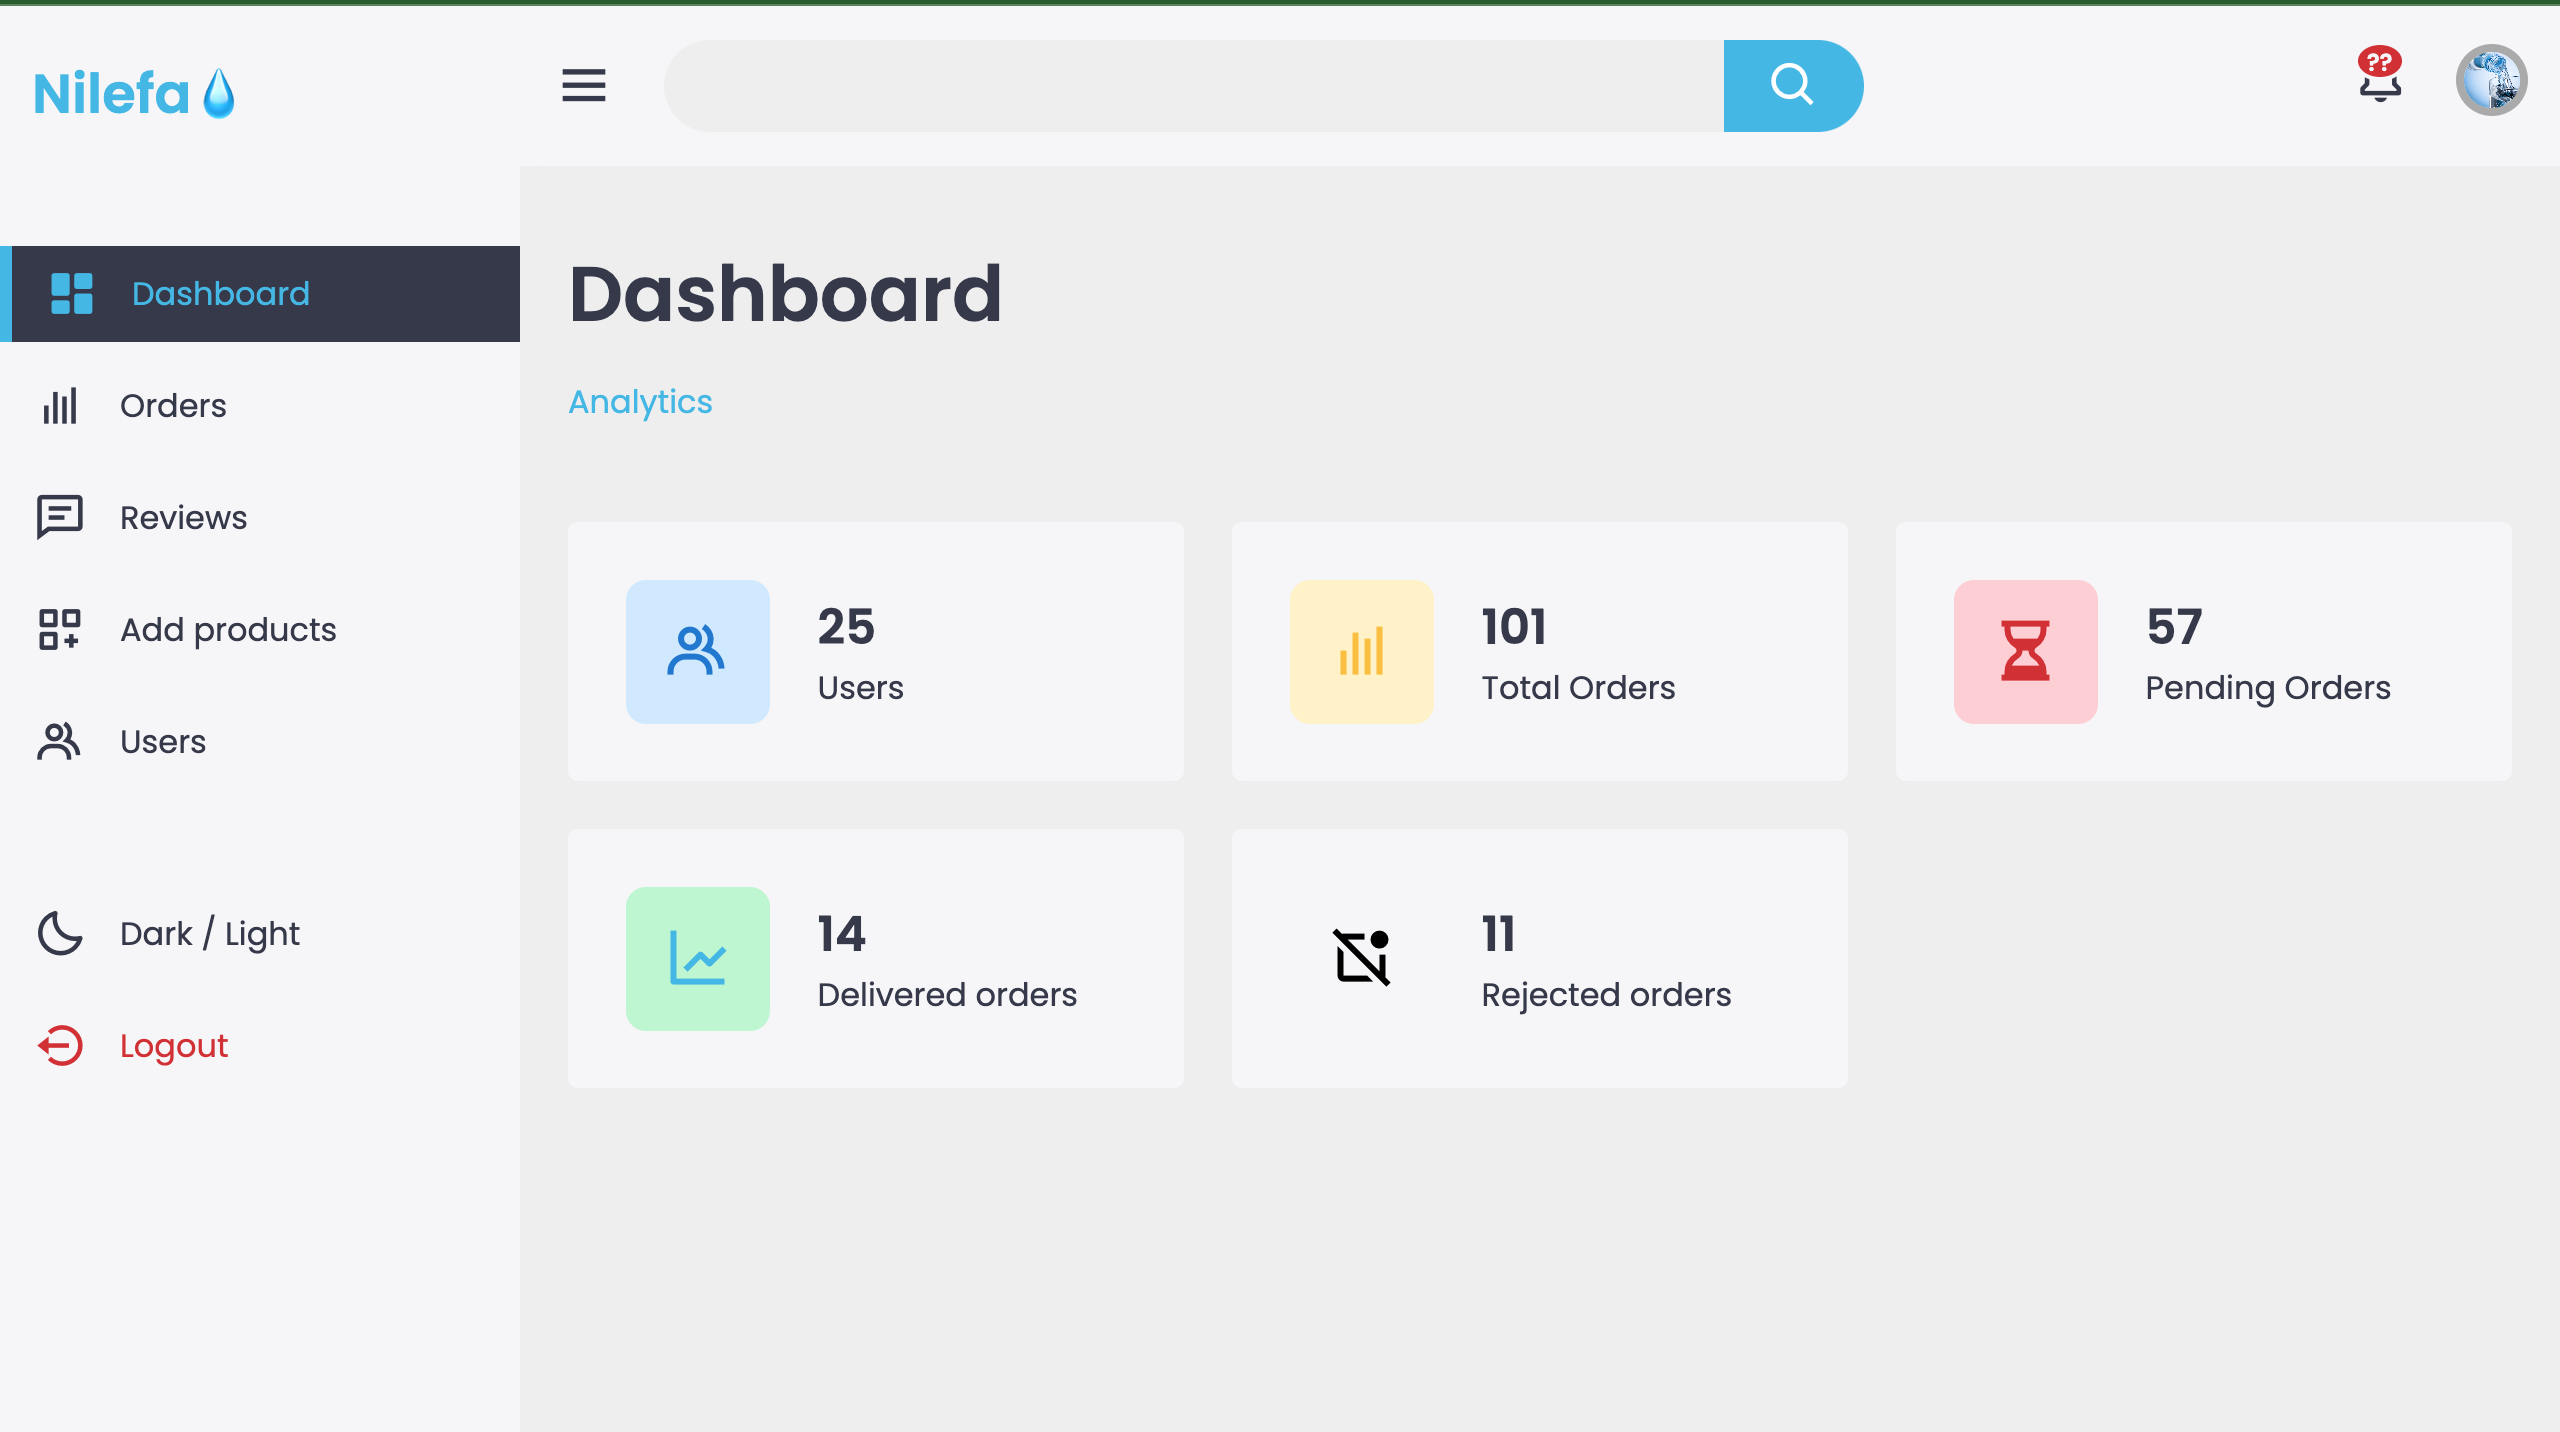 Nilefa
??
Dashboard
Orders
Reviews
Add products
Users
Dark / Light
Logout
Dashboard
Analytics
25
Users
101
Total Orders
57
Pending Orders
14
Delivered orders
11
Rejected orders